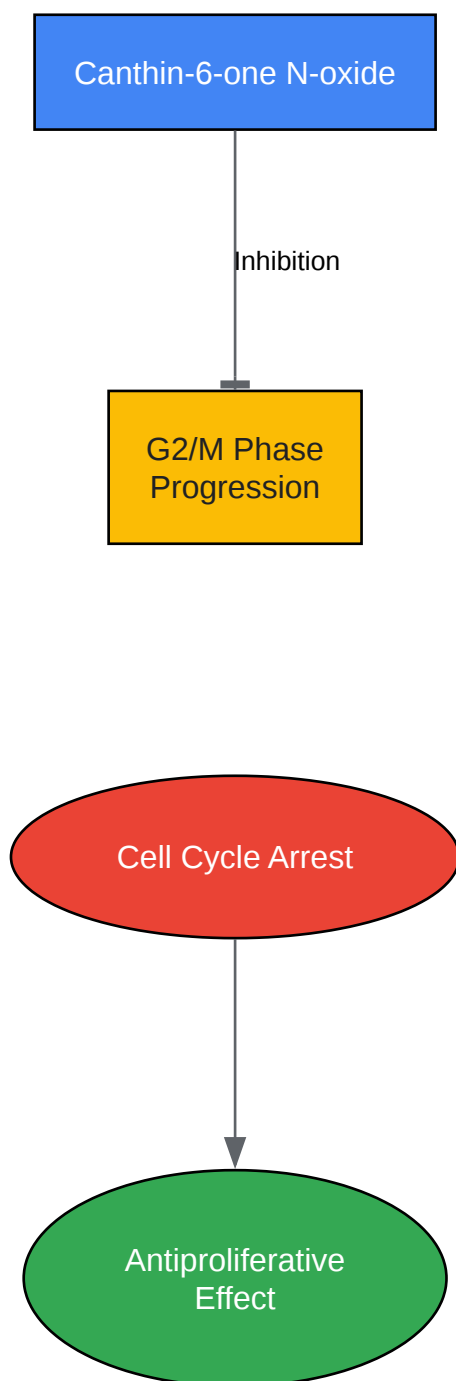 Canthin-6-one N-oxide
Inhibition
G2/M Phase
Progression
Cell Cycle Arrest
Antiproliferative
Effect